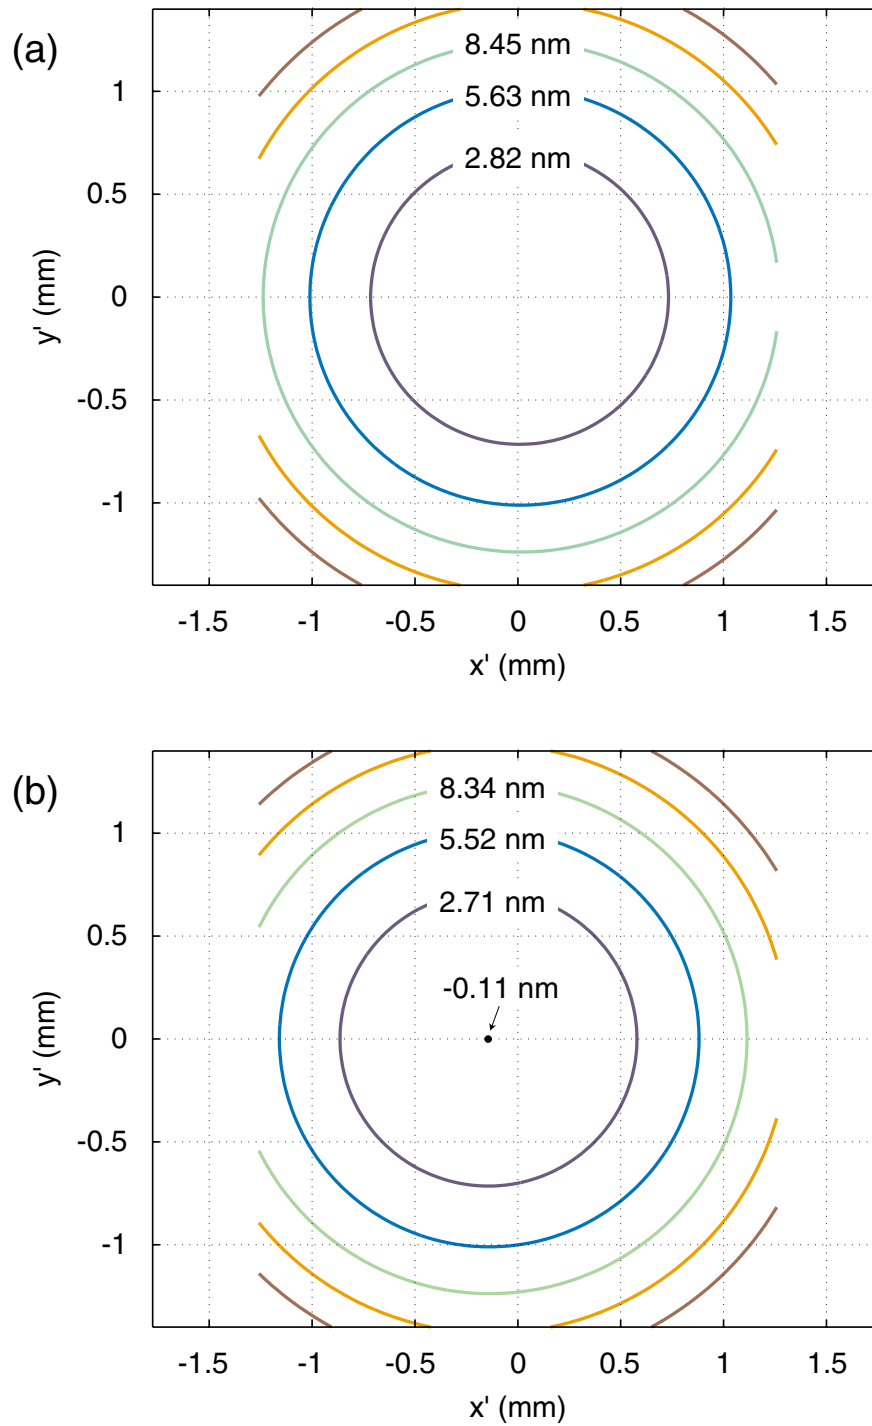 (a)
8.45 nm
5.63 nm
2.82 nm
1
0.5
0
-0.5
-1
y' (mm)
-1.5 -1 -0.5 0 0.5 1 1.5
x' (mm)
(b)
8.34 nm
5.52 nm
2.71 nm
-0.11 nm
1
0.5
0
-0.5
-1
y' (mm)
-1.5 -1 -0.5 0 0.5 1 1.5
x' (mm)